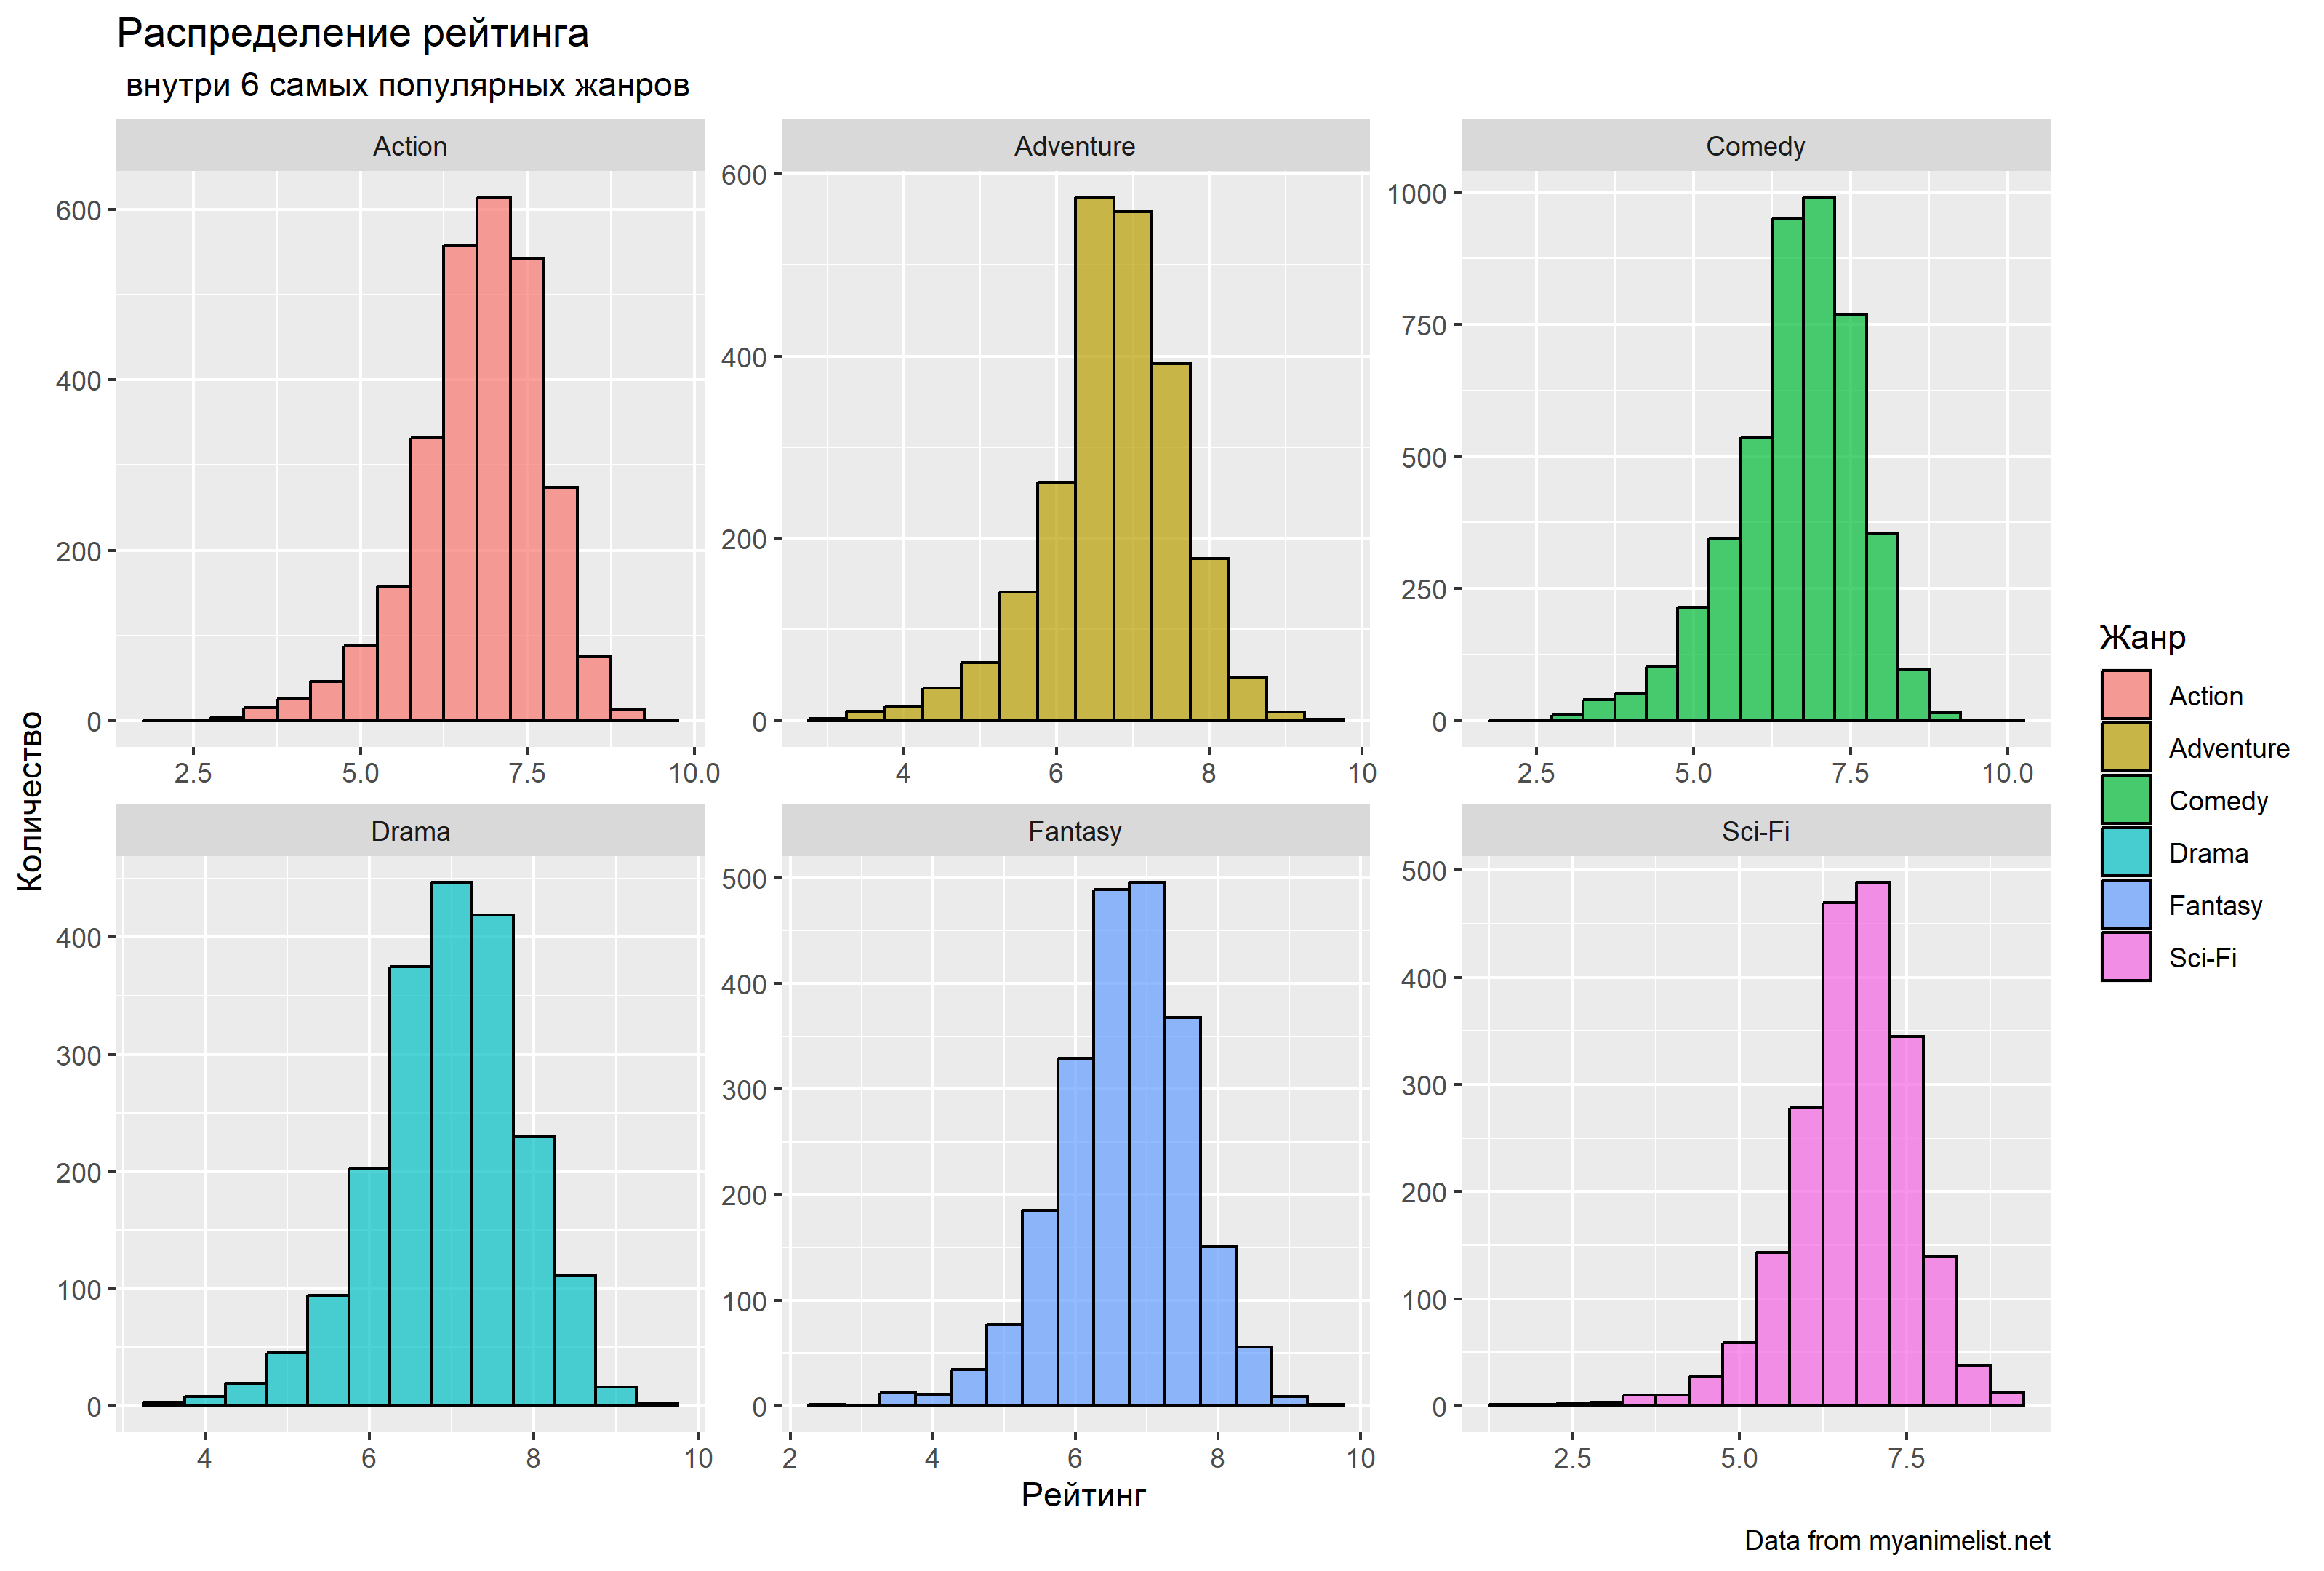 Распределение рейтинга
внутри 6 самых популярных жанров
Action
Adventure
Comedy
600
400
200
0
2.5 5.0 7.5 10.0
600
400
200
0
4 6 8 10
1000
750
500
250
0
2.5 5.0 7.5 10.0
Количество
Drama
Fantasy
Sci-Fi
400
300
200
100
0
4 6 8 10
500
400
300
200
100
0
2 4 6 8 10
500
400
300
200
100
0
2.5 5.0 7.5
Рейтинг
Жанр
Action
Adventure
Comedy
Drama
Fantasy
Sci-Fi
Data from myanimelist.net